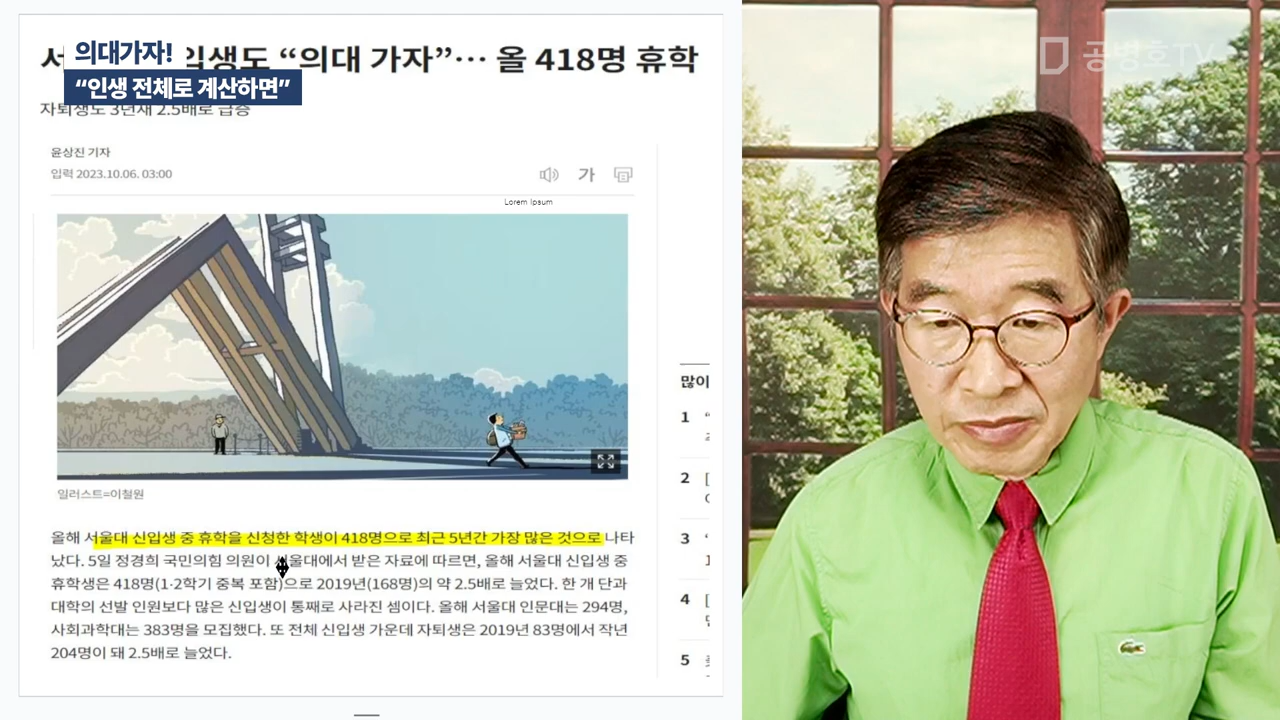 의대가자!
“인생 전체로 계산하면”
서 입생도 “의대 가자”… 올 418명 휴학
자퇴생도 3년새 2.5배로 급증
윤상진 기자
입력 2023.10.06. 03:00
가
Lorem Ipsum
일러스트=이철원
올해 서울대 신입생 중 휴학을 신청한 학생이 418명으로 최근 5년간 가장 많은 것으로 나타
났다. 5일 정경희 국민의힘 의원이 서울대에서 받은 자료에 따르면, 올해 서울대 신입생 중
휴학생은 418명(1·2학기 중복 포함)으로 2019년(168명)의 약 2.5배로 늘었다. 한 개 단과
대학의 선발 인원보다 많은 신입생이 통째로 사라진 셈이다. 올해 서울대 인문대는 294명,
사회과학대는 383명을 모집했다. 또 전체 신입생 가운데 자퇴생은 2019년 83명에서 작년
204명이 돼 2.5배로 늘었다.
많이
1
2
3
4
5
공병호TV